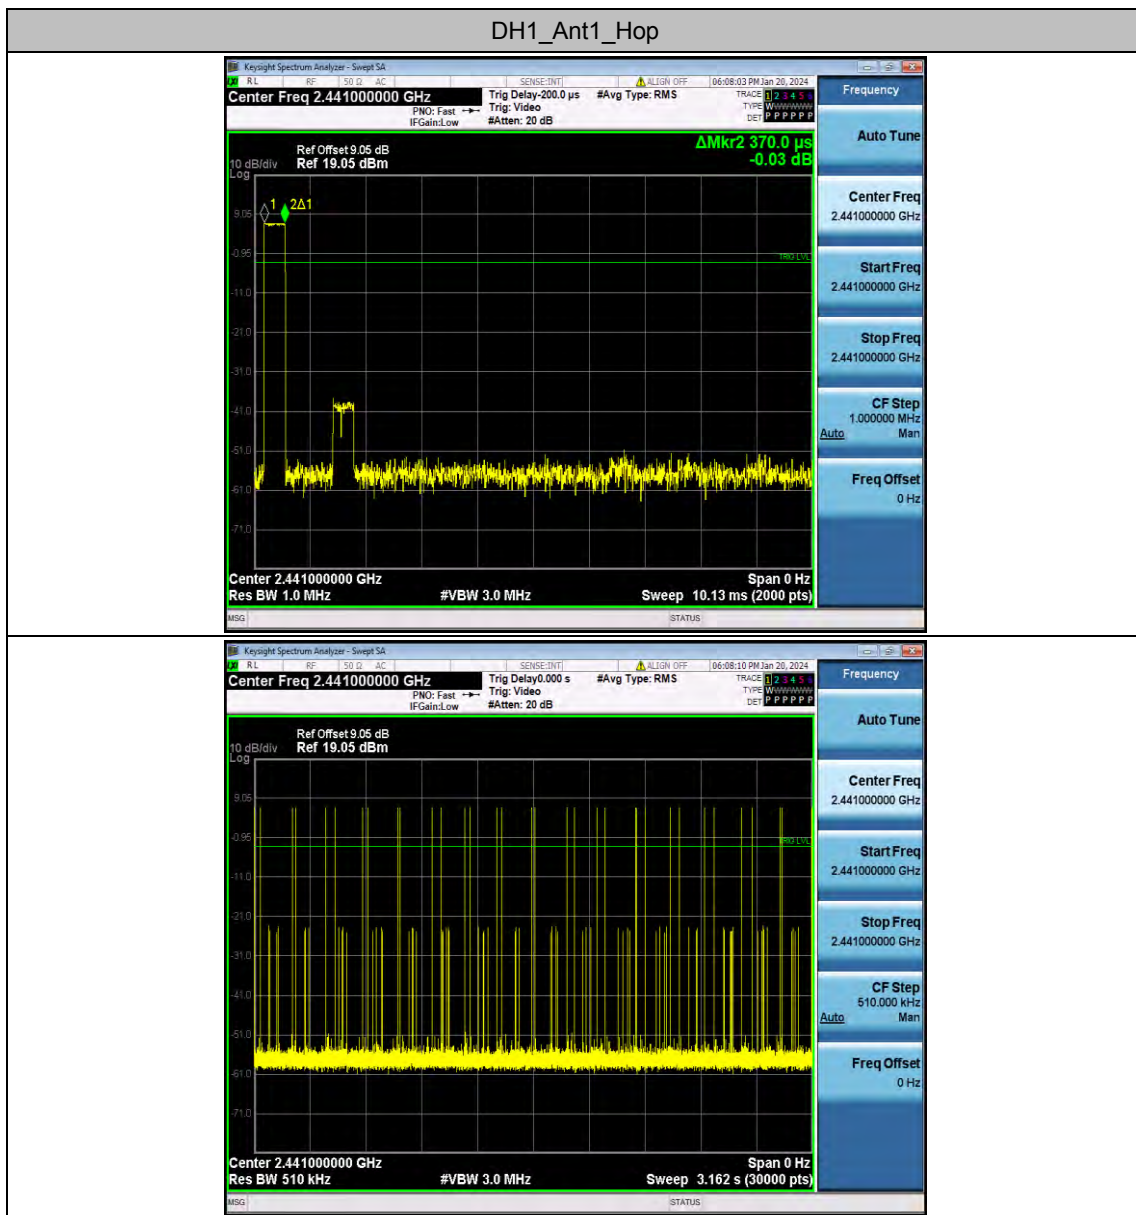 DH1_Ant1_Hop
Keysight Spectrum Analyzer - Swept SA
RL RF 50 Ω AC SENSE:INT ALIGN OFF 06:08:03 PM Jan 20, 2024
Center Freq 2.441000000 GHz
PNO: Fast
IFGain:Low
Trig Delay-200.0 µs
Trig: Video
#Atten: 20 dB
#Avg Type: RMS
TRACE 1 2 3 4 5 6
TYPE W
DET P P P P P P
Frequency
Auto Tune
ΔMkr2 370.0 µs
-0.03 dB
Ref Offset 9.05 dB
10 dB/div Ref 19.05 dBm
Log
1 2Δ1
9.05
-0.95
TRIG LVL
-11.0
-21.0
-31.0
-41.0
-51.0
-61.0
-71.0
Center Freq
2.441000000 GHz
Start Freq
2.441000000 GHz
Stop Freq
2.441000000 GHz
CF Step
1.000000 MHz
Auto Man
Freq Offset
0 Hz
Center 2.441000000 GHz Span 0 Hz
Res BW 1.0 MHz #VBW 3.0 MHz Sweep 10.13 ms (2000 pts)
MSG STATUS
Keysight Spectrum Analyzer - Swept SA
RL RF 50 Ω AC SENSE:INT ALIGN OFF 06:08:10 PM Jan 20, 2024
Center Freq 2.441000000 GHz
PNO: Fast
IFGain:Low
Trig Delay0.000 s
Trig: Video
#Atten: 20 dB
#Avg Type: RMS
TRACE 1 2 3 4 5 6
TYPE W
DET P P P P P P
Frequency
Auto Tune
Ref Offset 9.05 dB
10 dB/div Ref 19.05 dBm
Log
9.05
-0.95
TRIG LVL
-11.0
-21.0
-31.0
-41.0
-51.0
-61.0
-71.0
Center Freq
2.441000000 GHz
Start Freq
2.441000000 GHz
Stop Freq
2.441000000 GHz
CF Step
510.000 kHz
Auto Man
Freq Offset
0 Hz
Center 2.441000000 GHz Span 0 Hz
Res BW 510 kHz #VBW 3.0 MHz Sweep 3.162 s (30000 pts)
MSG STATUS